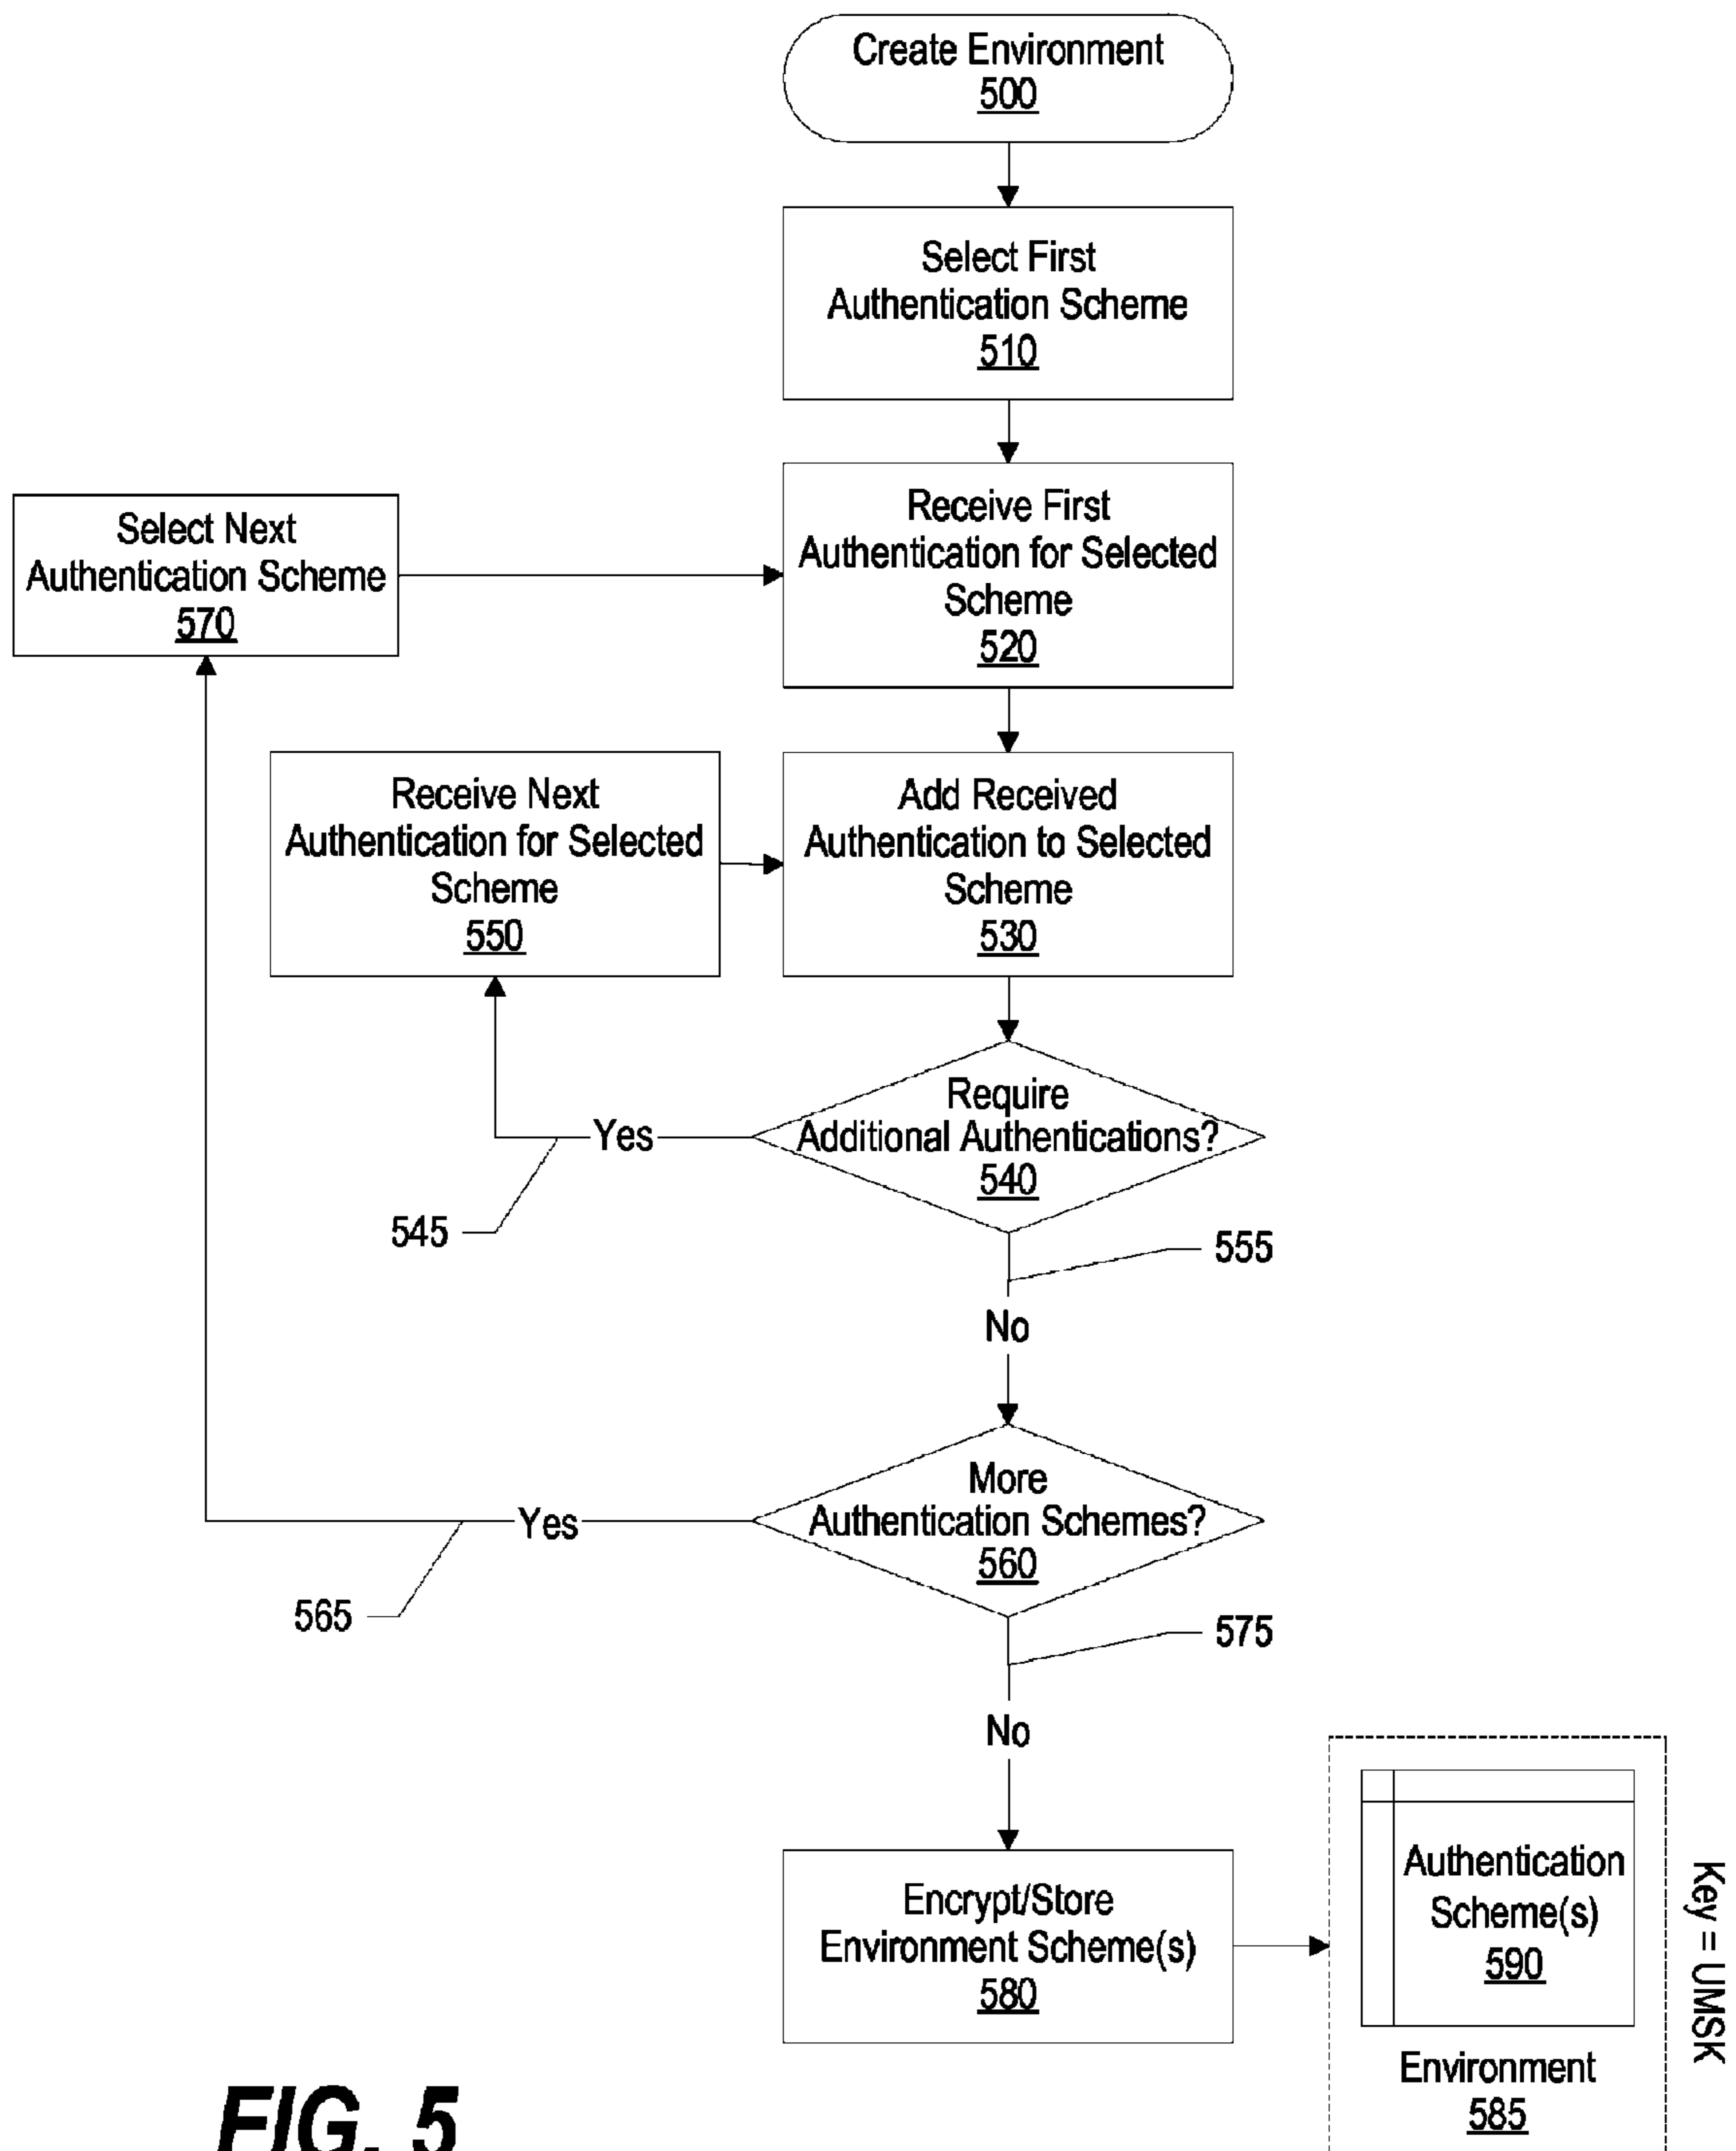 Create Environment
500
Select First
Authentication Scheme
510
Select Next
Authentication Scheme
570
Receive First
Authentication for Selected
Scheme
520
Receive Next
Authentication for Selected
Scheme
550
Add Received
Authentication to Selected
Scheme
530
Require
Additional Authentications?
540
Yes
545
555
No
More
Authentication Schemes?
560
Yes
565
575
No
Encrypt/Store
Environment Scheme(s)
580
Authentication
Scheme(s)
590
Environment
585
Key = UMSK
FIG. 5